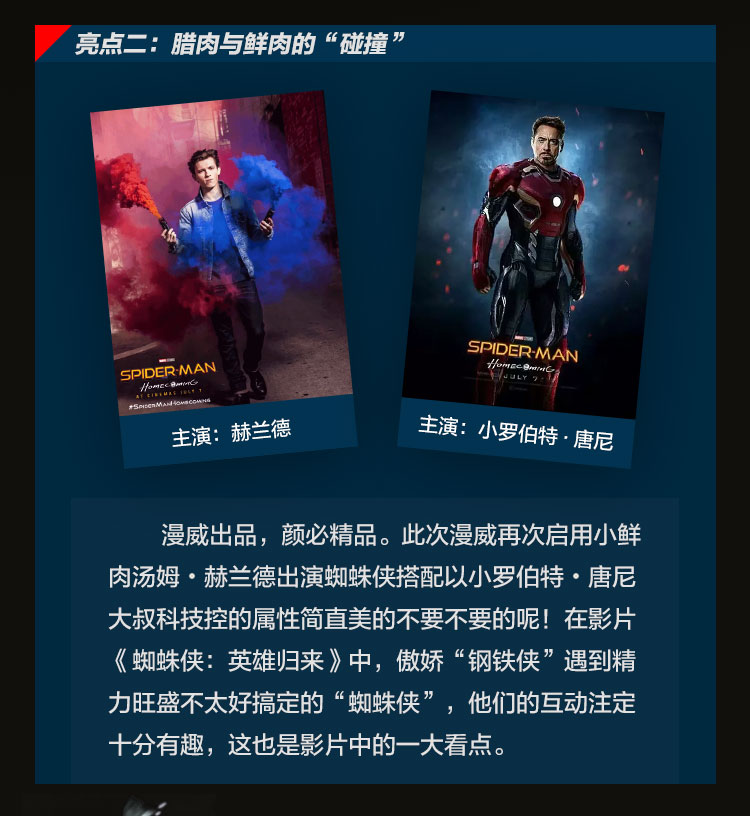 亮点二：腊肉与鲜肉的“碰撞”
SPIDER-MAN
HOMECOMING
AT CINEMAS JULY 7
#SPIDERMANHOMECOMING
主演：赫兰德
SPIDER-MAN
HOMECOMING
JULY 7
主演：小罗伯特·唐尼
漫威出品，颜必精品。此次漫威再次启用小鲜
肉汤姆·赫兰德出演蜘蛛侠搭配以小罗伯特·唐尼
大叔科技控的属性简直美的不要不要的呢！在影片
《蜘蛛侠：英雄归来》中，傲娇“钢铁侠”遇到精
力旺盛不太好搞定的“蜘蛛侠”，他们的互动注定
十分有趣，这也是影片中的一大看点。